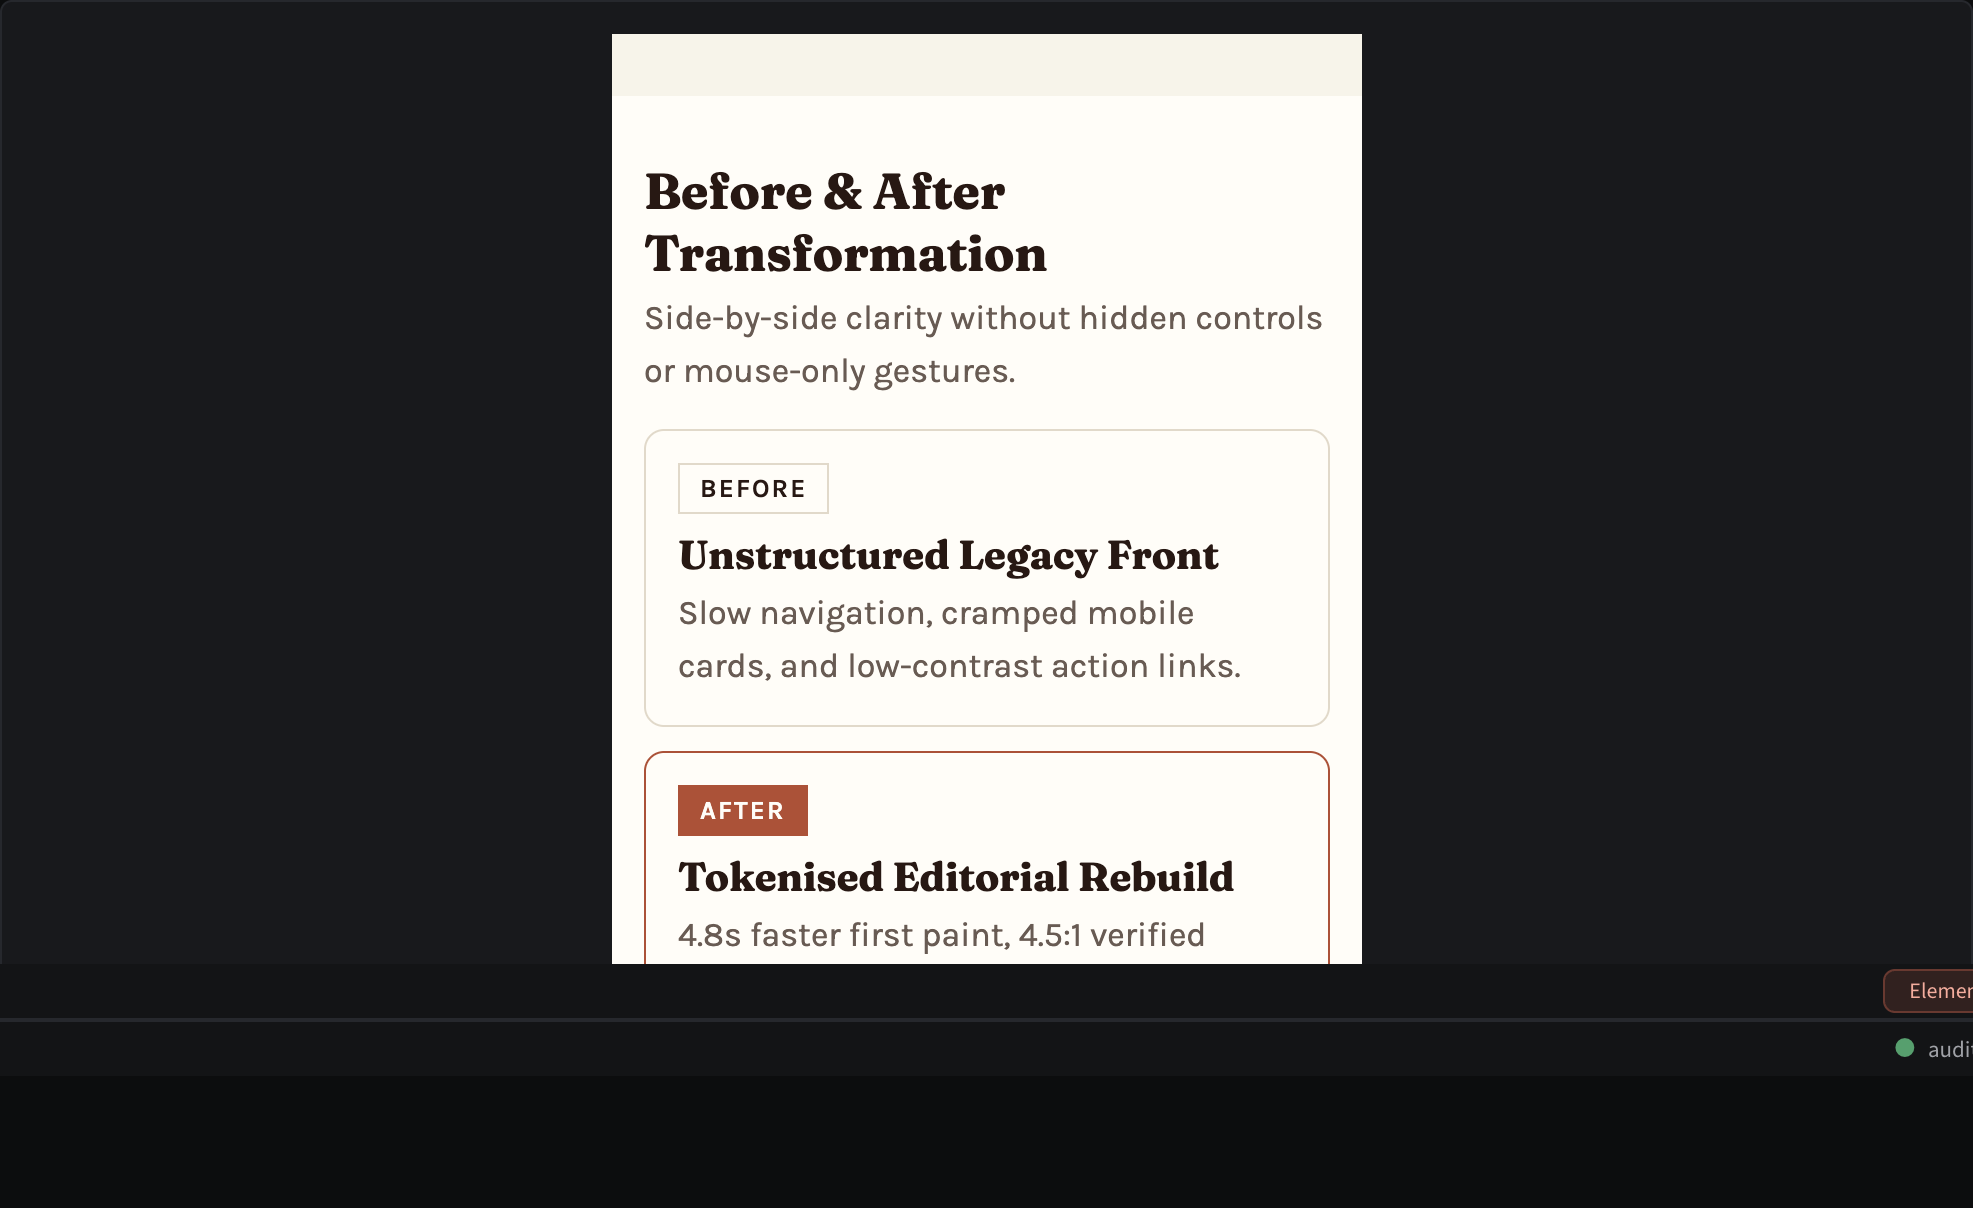 Before & After
Transformation
Side-by-side clarity without hidden controls
or mouse-only gestures.
BEFORE
Unstructured Legacy Front
Slow navigation, cramped mobile
cards, and low-contrast action links.
AFTER
Tokenised Editorial Rebuild
4.8s faster first paint, 4.5:1 verified